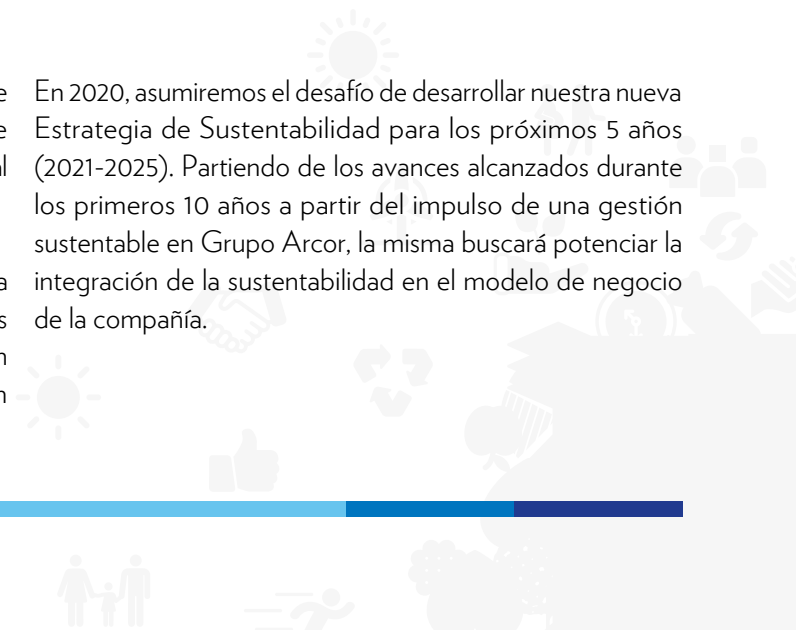 e
e
al
a
s
n
n
En 2020, asumiremos el desafío de desarrollar nuestra nueva
Estrategia de Sustentabilidad para los próximos 5 años
(2021-2025). Partiendo de los avances alcanzados durante
los primeros 10 años a partir del impulso de una gestión
sustentable en Grupo Arcor, la misma buscará potenciar la
integración de la sustentabilidad en el modelo de negocio
de la compañía.